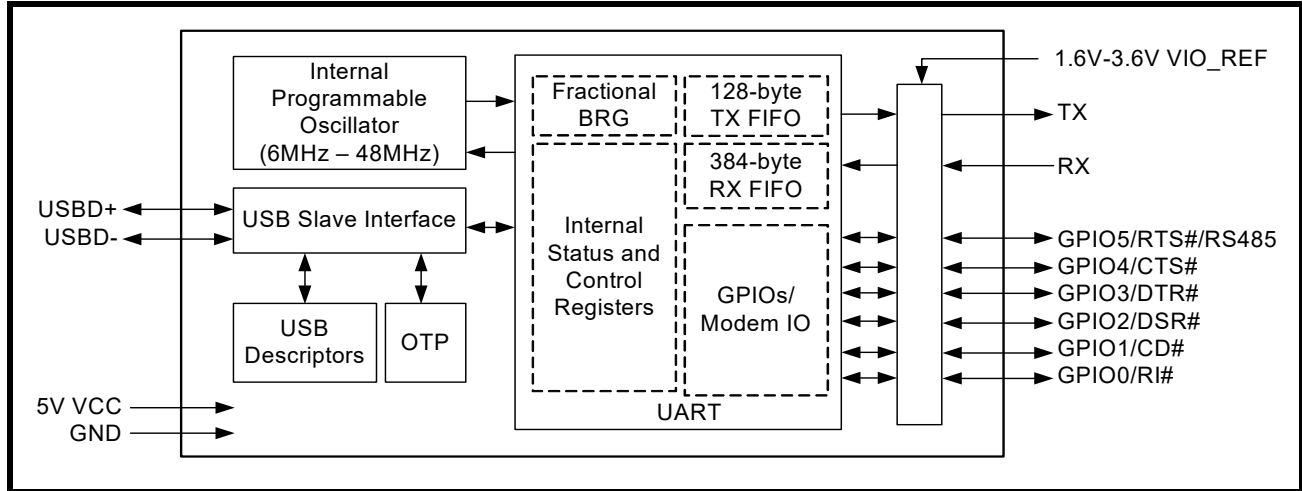 Internal
Programmable
Oscillator
(6MHz – 48MHz)
USB Slave Interface
USB
Descriptors
OTP
USBD+
USBD-
5V VCC
GND
Fractional
BRG
128-byte
TX FIFO
384-byte
RX FIFO
Internal
Status and
Control
Registers
GPIOs/
Modem IO
UART
1.6V-3.6V VIO_REF
TX
RX
GPIO5/RTS#/RS485
GPIO4/CTS#
GPIO3/DTR#
GPIO2/DSR#
GPIO1/CD#
GPIO0/RI#